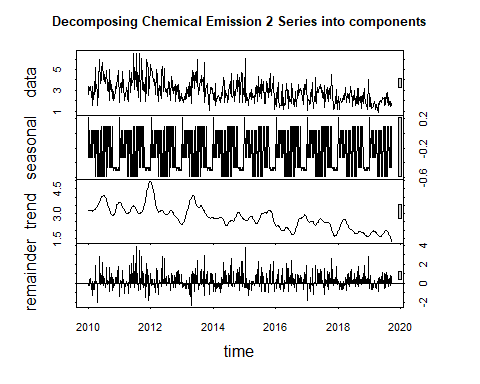 Decomposing Chemical Emission 2 Series into components
data
1 3 5
seasonal
-0.6 -0.2 0.2
trend
1.5 3.0 4.5
remainder
-2 0 2 4
2010 2012 2014 2016 2018 2020
time